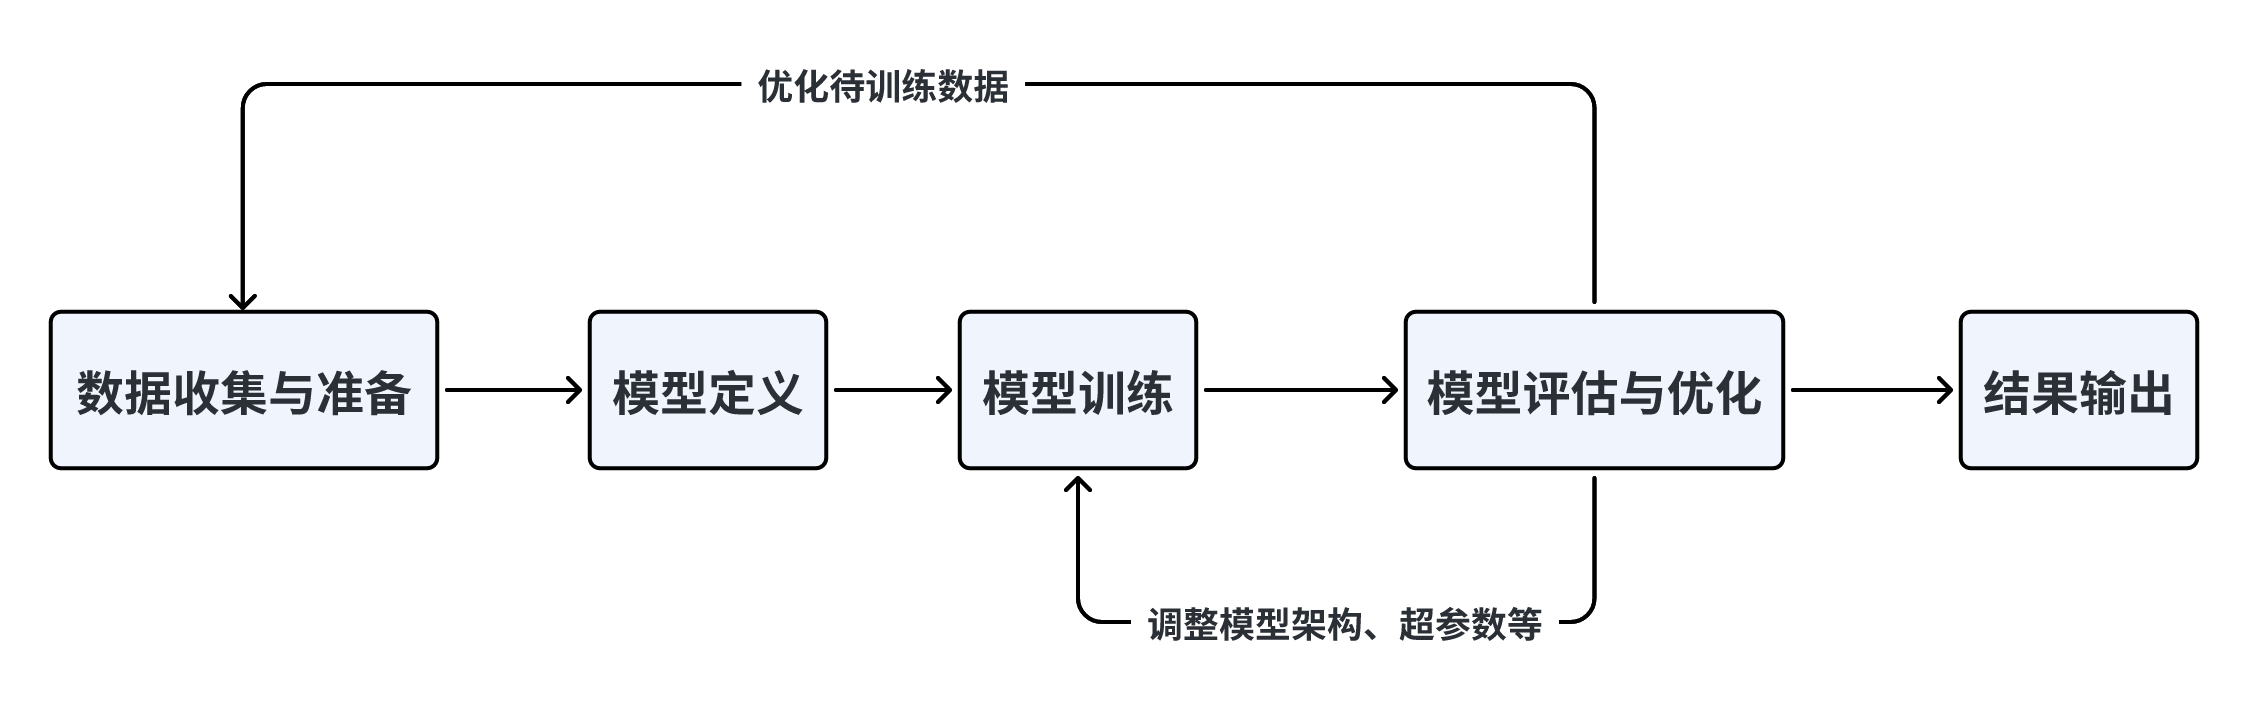 优化待训练数据
数据收集与准备
模型定义
模型训练
模型评估与优化
结果输出
调整模型架构、超参数等